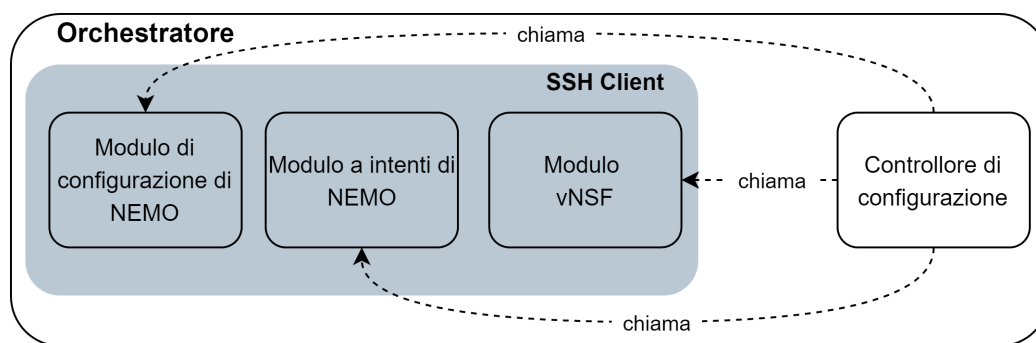 Orchestratore
chiama
SSH Client
Modulo di
configurazione di
NEMO
Modulo a intenti di
NEMO
Modulo
vNSF
chiama
Controllore di
configurazione
chiama